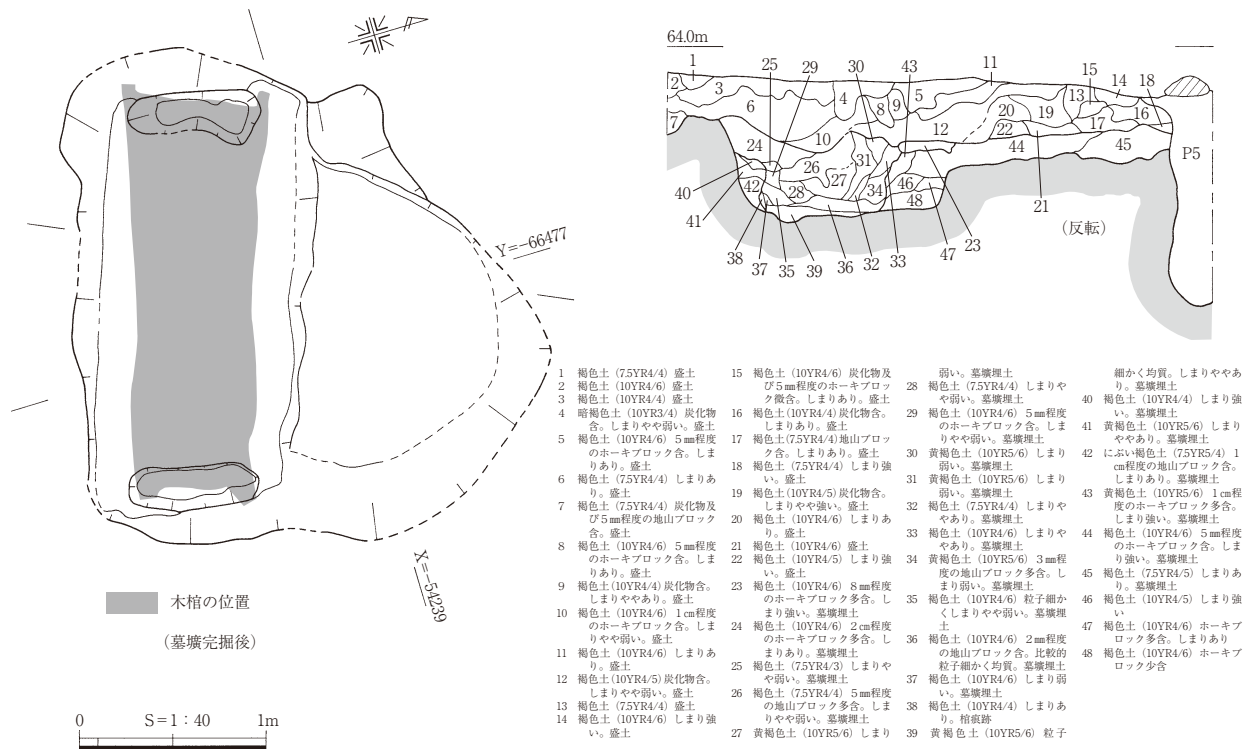 64.0m
1
25
29
30
43
11
15
14
18
2
3
4
5
6
7
8
9
13
20
19
16
10
12
22
17
24
26
31
44
45
P5
40
27
42
28
34
46
48
21
41
(反転)
38
37
35
39
36
32
33
47
23
Y=-66477
X=-54239
木棺の位置
(墓壙完掘後)
0 S=1:40 1m
1 褐色土(7.5YR4/4)盛土
2 褐色土(10YR4/6)盛土
3 褐色土(10YR4/4)盛土
4 暗褐色土(10YR3/4)炭化物
含。しまりやや弱い。盛土
5 褐色土(10YR4/6)5㎜程度
のホーキブロック含。しま
りあり。盛土
6 褐色土(7.5YR4/4)しまりあ
り。盛土
7 褐色土(7.5YR4/4)炭化物及
び5㎜程度の地山ブロック
含。盛土
8 褐色土(10YR4/6)5㎜程度
のホーキブロック含。しま
りあり。盛土
9 褐色土(10YR4/4)炭化物含。
しまりややあり。盛土
10 褐色土(10YR4/6)1㎝程度
のホーキブロック含。しま
りやや弱い。盛土
11 褐色土(10YR4/6)しまりあ
り。盛土
12 褐色土(10YR4/5)炭化物含。
しまりやや弱い。盛土
13 褐色土(7.5YR4/4)盛土
14 褐色土(10YR4/6)しまり強
い。盛土
15 褐色土(10YR4/6)炭化物及
び5㎜程度のホーキブロッ
ク微含。しまりあり。盛土
16 褐色土(10YR4/4)炭化物含。
しまりあり。盛土
17 褐色土(7.5YR4/4)地山ブロッ
ク含。しまりあり。盛土
18 褐色土(7.5YR4/4)しまり強
い。盛土
19 褐色土(10YR4/5)炭化物含。
しまりやや強い。盛土
20 褐色土(10YR4/6)しまりあ
り。盛土
21 褐色土(10YR4/6)盛土
22 褐色土(10YR4/5)しまり強
い。盛土
23 褐色土(10YR4/6)8㎜程度
のホーキブロック多含。し
まり強い。墓壙埋土
24 褐色土(10YR4/6)2㎝程度
のホーキブロック多含。し
まりあり。墓壙埋土
25 褐色土(7.5YR4/3)しまりや
や弱い。墓壙埋土
26 褐色土(7.5YR4/4)5㎜程度
の地山ブロック多含。しま
りやや弱い。墓壙埋土
27 黄褐色土(10YR5/6)しまり
弱い。墓壙埋土
28 褐色土(7.5YR4/4)しまりや
や弱い。墓壙埋土
29 褐色土(10YR4/6)5㎜程度
のホーキブロック含。しま
りやや弱い。墓壙埋土
30 黄褐色土(10YR5/6)しまり
弱い。墓壙埋土
31 黄褐色土(10YR5/6)しまり
弱い。墓壙埋土
32 褐色土(7.5YR4/4)しまりや
やあり。墓壙埋土
33 褐色土(10YR4/6)しまりや
やあり。墓壙埋土
34 黄褐色土(10YR5/6)3㎜程
度の地山ブロック多含。し
まり弱い。墓壙埋土
35 褐色土(10YR4/6)粒子細か
くしまりやや弱い。墓壙埋
土
36 褐色土(10YR4/6)2㎜程度
の地山ブロック含。比較的
粒子細かく均質。墓壙埋土
37 褐色土(10YR4/6)しまり弱
い。墓壙埋土
38 褐色土(10YR4/4)しまりあ
り。棺痕跡
39 黄褐色土(10YR5/6)粒子
細かく均質。しまりややあ
り。墓壙埋土
40 褐色土(10YR4/4)しまり強
い。墓壙埋土
41 黄褐色土(10YR5/6)しまり
ややあり。墓壙埋土
42 にぶい褐色土(7.5YR5/4)1
㎝程度の地山ブロック含。
しまりあり。墓壙埋土
43 黄褐色土(10YR5/6)1㎝程
度のホーキブロック多含。
しまり強い。墓壙埋土
44 褐色土(10YR4/6)5㎜程度
のホーキブロック含。しま
り強い。墓壙埋土
45 褐色土(7.5YR4/5)しまりあ
り。墓壙埋土
46 褐色土(10YR4/5)しまり強
い
47 褐色土(10YR4/6)ホーキブ
ロック多含。しまりあり
48 褐色土(10YR4/6)ホーキブ
ロック少含